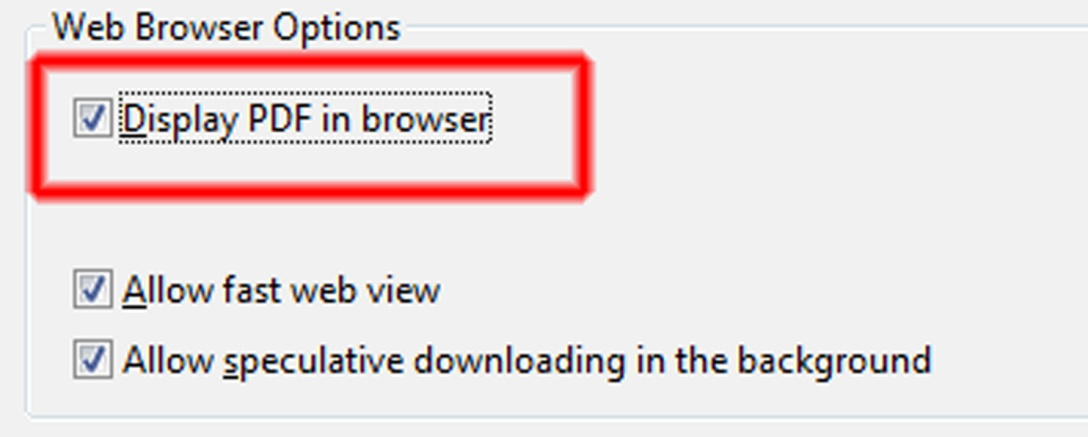 Web Browser Options
Display PDF in browser
Allow fast web view
Allow speculative downloading in the background